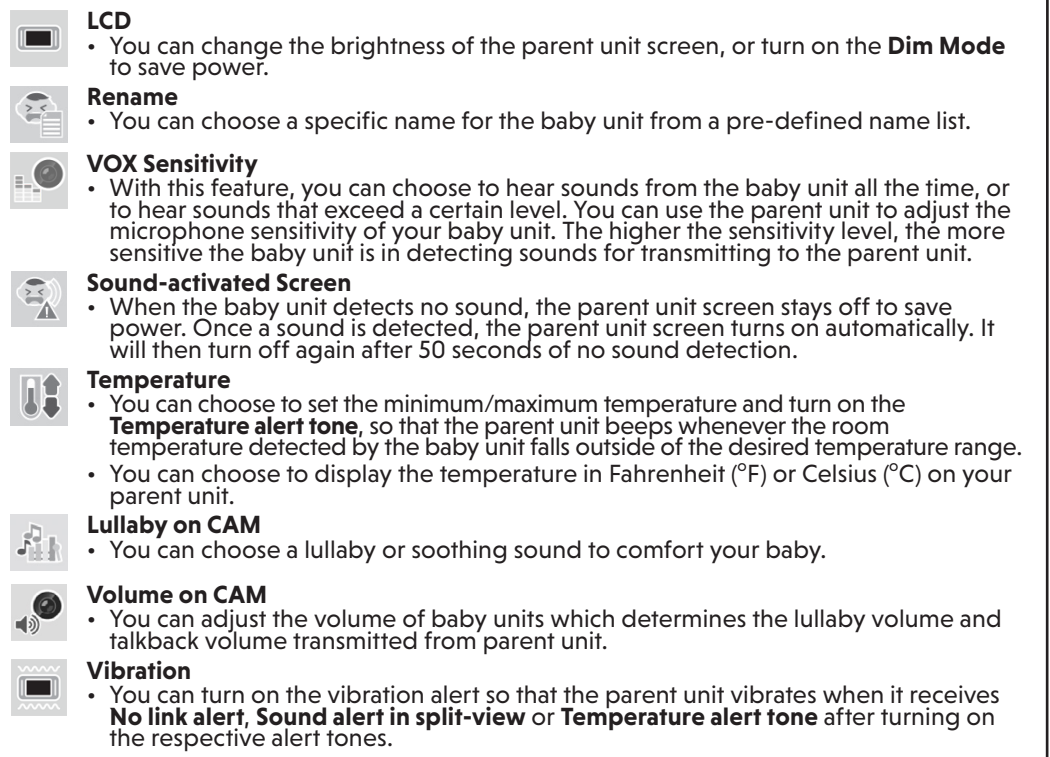 LCD
• You can change the brightness of the parent unit screen, or turn on the Dim Mode
to save power.
Rename
• You can choose a specific name for the baby unit from a pre-defined name list.
VOX Sensitivity
• With this feature, you can choose to hear sounds from the baby unit all the time, or
to hear sounds that exceed a certain level. You can use the parent unit to adjust the
microphone sensitivity of your baby unit. The higher the sensitivity level, the more
sensitive the baby unit is in detecting sounds for transmitting to the parent unit.
Sound-activated Screen
• When the baby unit detects no sound, the parent unit screen stays off to save
power. Once a sound is detected, the parent unit screen turns on automatically. It
will then turn off again after 50 seconds of no sound detection.
Temperature
• You can choose to set the minimum/maximum temperature and turn on the
Temperature alert tone, so that the parent unit beeps whenever the room
temperature detected by the baby unit falls outside of the desired temperature range.
• You can choose to display the temperature in Fahrenheit (°F) or Celsius (°C) on your
parent unit.
Lullaby on CAM
• You can choose a lullaby or soothing sound to comfort your baby.
Volume on CAM
• You can adjust the volume of baby units which determines the lullaby volume and
talkback volume transmitted from parent unit.
Vibration
• You can turn on the vibration alert so that the parent unit vibrates when it receives
No link alert, Sound alert in split-view or Temperature alert tone after turning on
the respective alert tones.